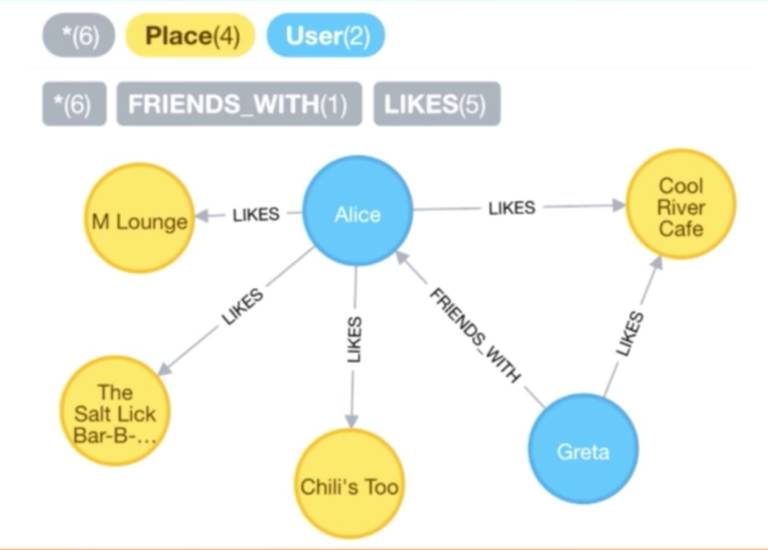 *(6) Place(4) User(2)
*(6) FRIENDS_WITH(1) LIKES(5)
M Lounge
LIKES
Alice
LIKES
Cool
River
Cafe
LIKES
LIKES
FRIENDS_WITH
LIKES
The
Salt Lick
Bar-B-...
Chili's Too
Greta